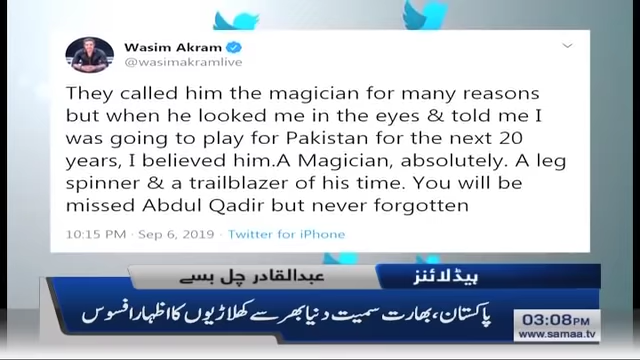 Wasim Akram
@wasimakramlive
They called him the magician for many reasons
but when he looked me in the eyes & told me I
was going to play for Pakistan for the next 20
years, I believed him.A Magician, absolutely. A leg
spinner & a trailblazer of his time. You will be
missed Abdul Qadir but never forgotten
10:15 PM · Sep 6, 2019 · Twitter for iPhone
ہیڈلائنز عبدالقادر چل بسے
پاکستان، بھارت سمیت دنیا بھر سے کھلاڑیوں کا اظہار افسوس
03:08PM
www.samaa.tv